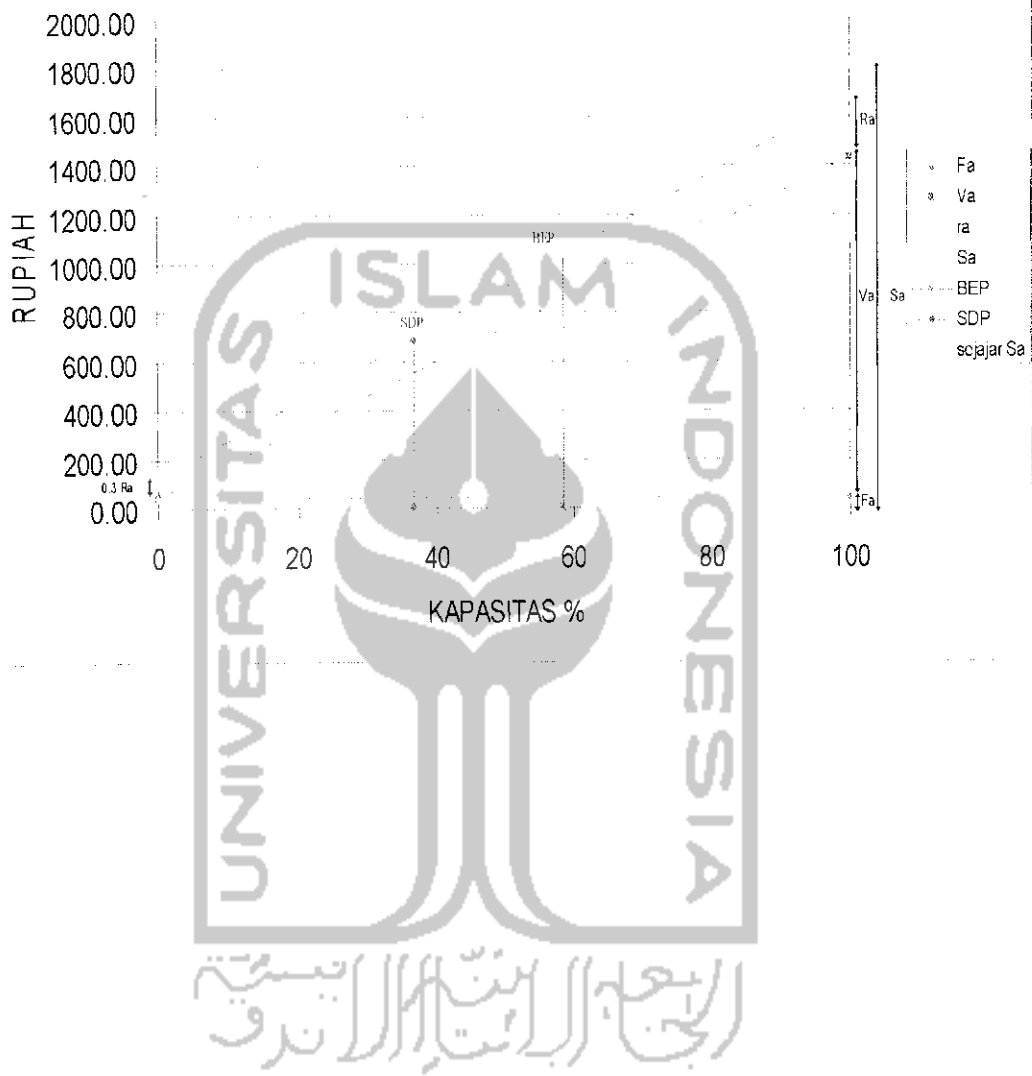 2000.00
1800.00
1600.00
1400.00
1200.00
1000.00
800.00
600.00
400.00
200.00
0.00
RUPIAH
0.3 Ra
0 20 40 60 80 100
KAPASITAS %
SDP
BEP
Ra
Va
Sa
Fa
Fa
Va
ra
Sa
BEP
SDP
sejajar Sa
UNIVERSITAS
ISLAM
INDONESIA